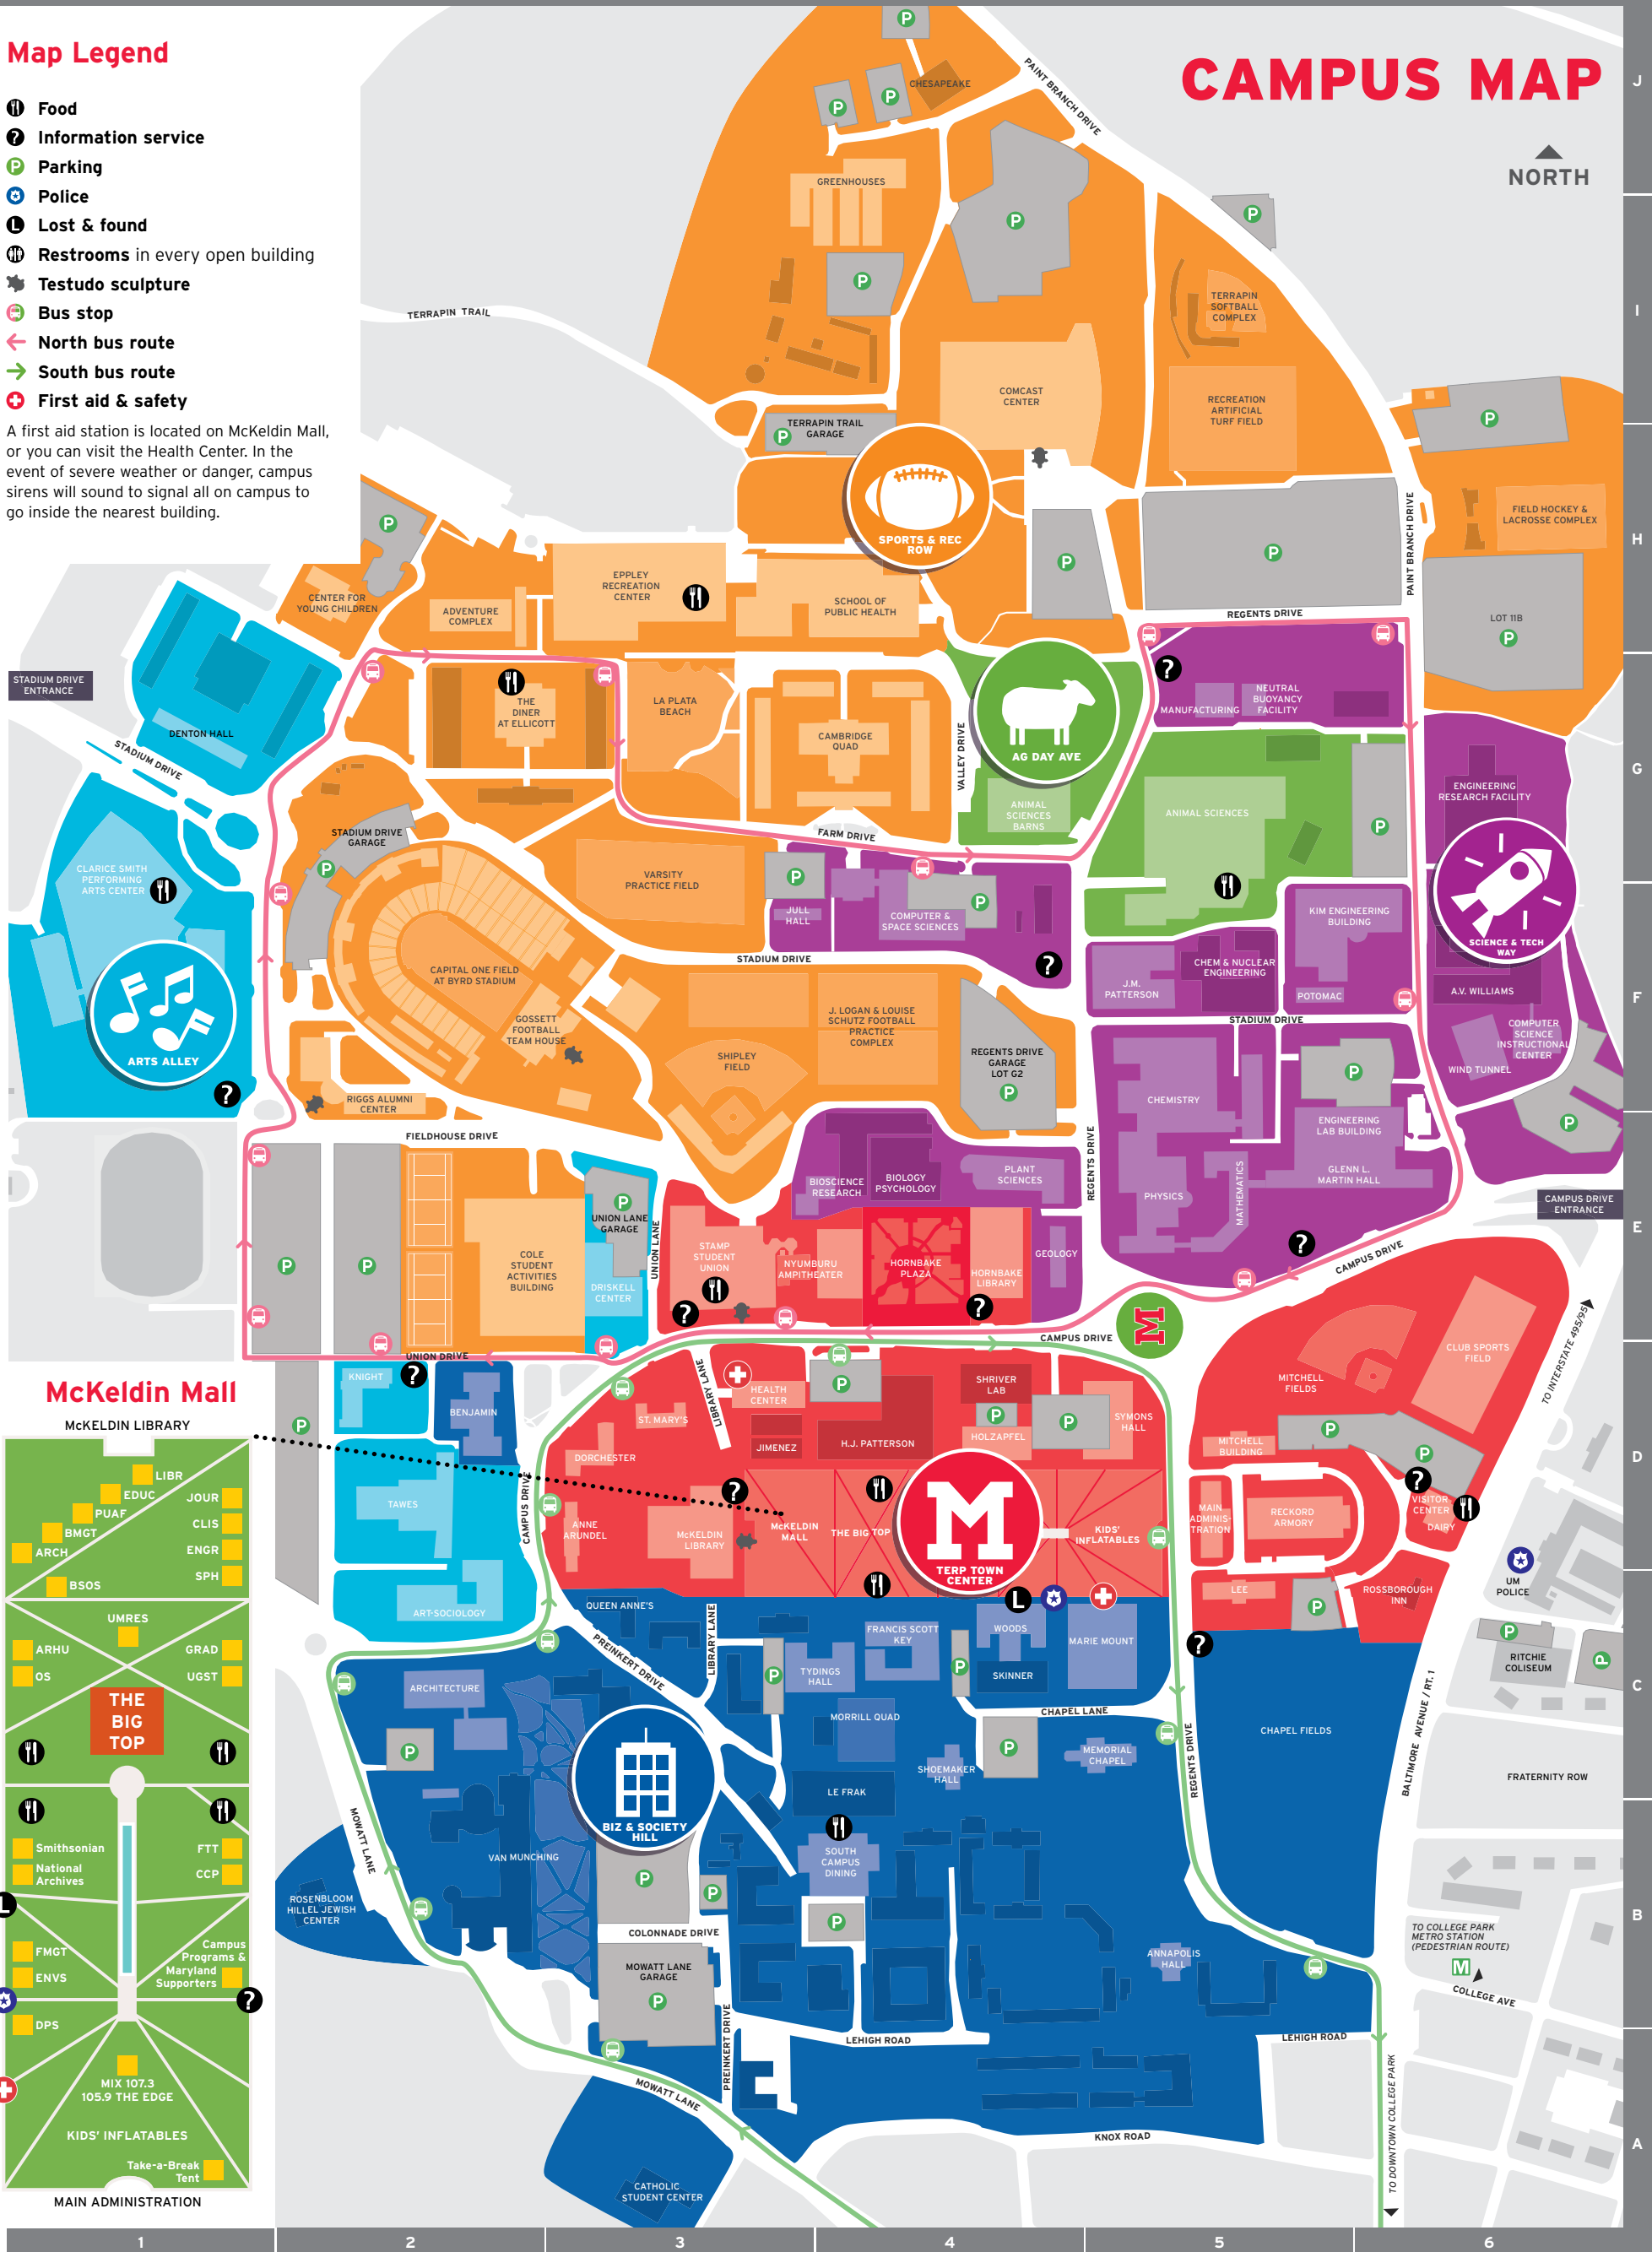 Map Legend
Food
Information service
Parking
Police
Lost & found
Restrooms in every open building
Testudo sculpture
Bus stop
North bus route
South bus route
First aid & safety
A first aid station is located on McKeldin Mall,
or you can visit the Health Center. In the
event of severe weather or danger, campus
sirens will sound to signal all on campus to
go inside the nearest building.
CAMPUS MAP
NORTH
J
I
H
G
F
E
D
C
B
A
CHESAPEAKE
PAINT BRANCH DRIVE
GREENHOUSES
TERRAPIN TRAIL
TERRAPIN
SOFTBALL
COMPLEX
COMCAST
CENTER
RECREATION
ARTIFICIAL
TURF FIELD
TERRAPIN TRAIL
GARAGE
SPORTS & REC
ROW
PAINT BRANCH DRIVE
FIELD HOCKEY &
LACROSSE COMPLEX
CENTER FOR
YOUNG CHILDREN
ADVENTURE
COMPLEX
EPPLEY
RECREATION
CENTER
SCHOOL OF
PUBLIC HEALTH
REGENTS DRIVE
LOT 11B
STADIUM DRIVE
ENTRANCE
DENTON HALL
STADIUM DRIVE
THE
DINER
AT ELLICOTT
LA PLATA
BEACH
CAMBRIDGE
QUAD
VALLEY DRIVE
AG DAY AVE
MANUFACTURING
NEUTRAL
BUOYANCY
FACILITY
ANIMAL
SCIENCES
BARNS
ANIMAL SCIENCES
ENGINEERING
RESEARCH FACILITY
FARM DRIVE
STADIUM DRIVE
GARAGE
CLARICE SMITH
PERFORMING
ARTS CENTER
VARSITY
PRACTICE FIELD
JULL
HALL
COMPUTER &
SPACE SCIENCES
KIM ENGINEERING
BUILDING
SCIENCE & TECH
WAY
STADIUM DRIVE
CAPITAL ONE FIELD
AT BYRD STADIUM
J.M.
PATTERSON
CHEM & NUCLEAR
ENGINEERING
POTOMAC
A.V. WILLIAMS
STADIUM DRIVE
ARTS ALLEY
GOSSETT
FOOTBALL
TEAM HOUSE
J. LOGAN & LOUISE
SCHUTZ FOOTBALL
PRACTICE
COMPLEX
SHIPLEY
FIELD
REGENTS DRIVE
GARAGE
LOT G2
COMPUTER
SCIENCE
INSTRUCTIONAL
CENTER
WIND TUNNEL
RIGGS ALUMNI
CENTER
CHEMISTRY
ENGINEERING
LAB BUILDING
FIELDHOUSE DRIVE
REGENTS DRIVE
BIOSCIENCE
RESEARCH
BIOLOGY
PSYCHOLOGY
PLANT
SCIENCES
PHYSICS
MATHEMATICS
GLENN L.
MARTIN HALL
CAMPUS DRIVE
ENTRANCE
UNION LANE
GARAGE
UNION LANE
COLE
STUDENT
ACTIVITIES
BUILDING
DRISKELL
CENTER
STAMP
STUDENT
UNION
NYUMBURU
AMPITHEATER
HORNBAKE
PLAZA
HORNBAKE
LIBRARY
GEOLOGY
CAMPUS DRIVE
TO INTERSTATE 495/95
UNION DRIVE
CAMPUS DRIVE
M
KNIGHT
BENJAMIN
LIBRARY LANE
HEALTH
CENTER
ST. MARY'S
JIMENEZ
H.J. PATTERSON
SHRIVER
LAB
HOLZAPFEL
SYMONS
HALL
MITCHELL
FIELDS
CLUB SPORTS
FIELD
MITCHELL
BUILDING
DORCHESTER
TAWES
CAMPUS DRIVE
ANNE
ARUNDEL
McKELDIN
LIBRARY
McKELDIN
MALL
THE BIG TOP
M
TERP TOWN
CENTER
KIDS'
INFLATABLES
MAIN
ADMINIS-
TRATION
RECKORD
ARMORY
VISITOR
CENTER
DAIRY
UM
POLICE
ART-SOCIOLOGY
QUEEN ANNE'S
PREINKERT DRIVE
LIBRARY LANE
TYDINGS
HALL
FRANCIS SCOTT
KEY
WOODS
SKINNER
MARIE MOUNT
LEE
ROSSBOROUGH
INN
RITCHIE
COLISEUM
ARCHITECTURE
MORRILL QUAD
CHAPEL LANE
MEMORIAL
CHAPEL
REGENTS DRIVE
CHAPEL FIELDS
BALTIMORE AVENUE / RT. 1
FRATERNITY ROW
SHOEMAKER
HALL
LE FRAK
BIZ & SOCIETY
HILL
MOWATT LANE
VAN MUNCHING
SOUTH
CAMPUS
DINING
ROSENBLOOM
HILLEL JEWISH
CENTER
COLONNADE DRIVE
MOWATT LANE
GARAGE
ANNAPOLIS
HALL
TO COLLEGE PARK
METRO STATION
(PEDESTRIAN ROUTE)
M
COLLEGE AVE
PREINKERT DRIVE
LEHIGH ROAD
LEHIGH ROAD
MOWATT LANE
KNOX ROAD
TO DOWNTOWN COLLEGE PARK
CATHOLIC
STUDENT CENTER
McKeldin Mall
McKELDIN LIBRARY
LIBR
EDUC
PUAF
BMGT
ARCH
BSOS
JOUR
CLIS
ENGR
SPH
UMRES
ARHU
OS
GRAD
UGST
THE
BIG
TOP
Smithsonian
National
Archives
FTT
CCP
FMGT
ENVS
Campus
Programs &
Maryland
Supporters
DPS
MIX 107.3
105.9 THE EDGE
KIDS' INFLATABLES
Take-a-Break
Tent
MAIN ADMINISTRATION
1
2
3
4
5
6